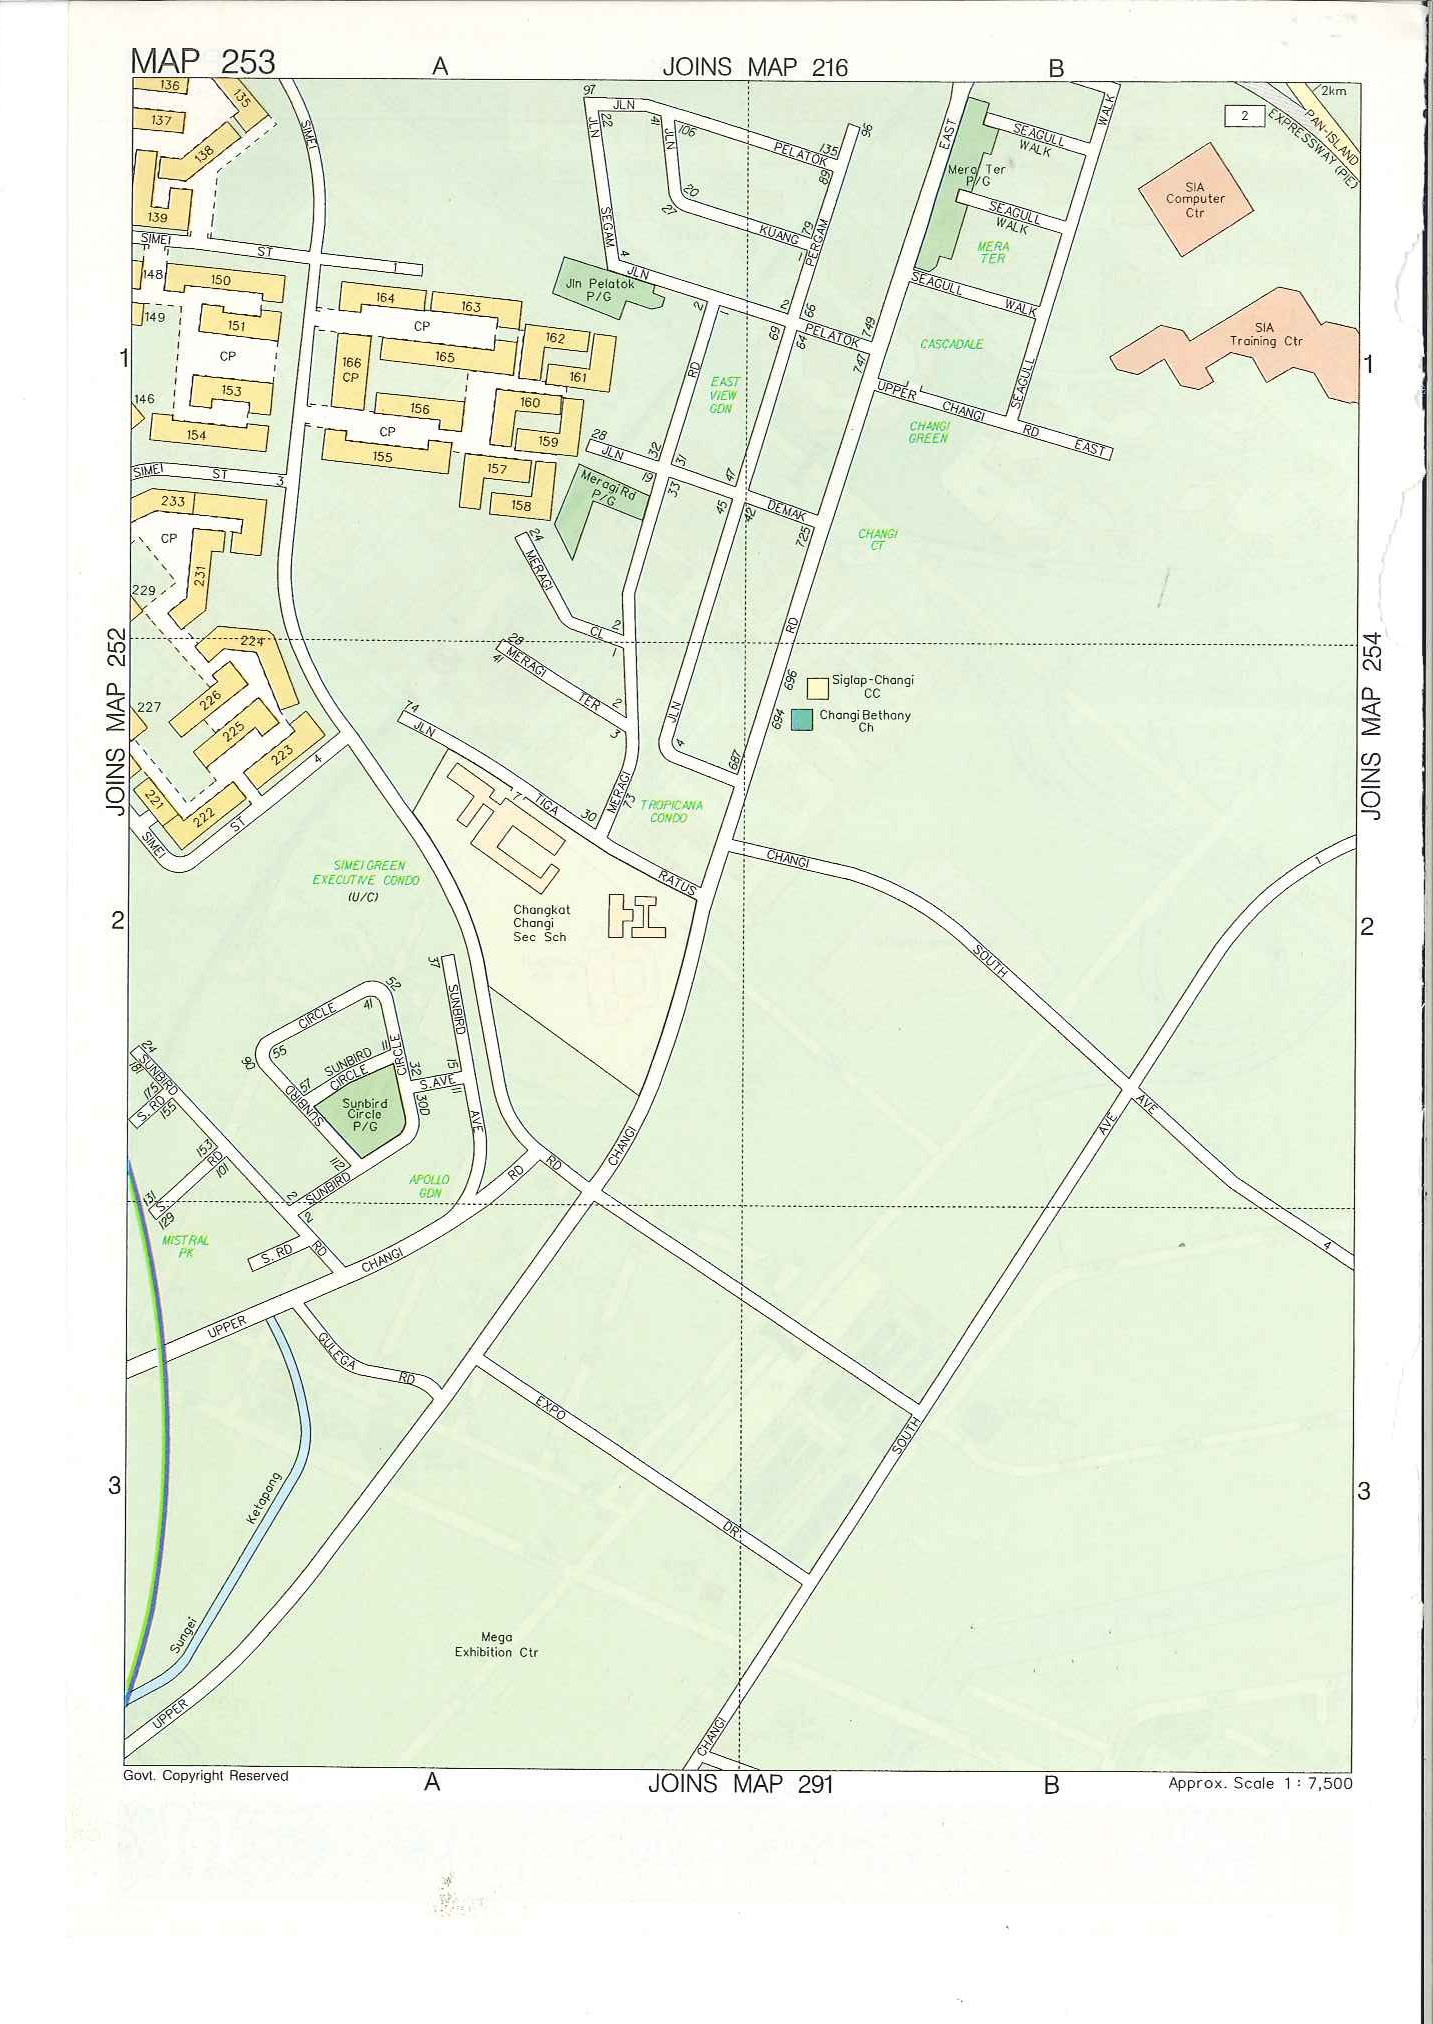 MAP 253
A
JOINS MAP 216
B
136
135
137
138
139
SIMEI
97
JLN
22
JLN
41
JLN
106
PELATOK
135
89
96
EAST
SEAGULL
WALK
WALK
Mera Ter
P/G
2
2km
PAN-ISLAND
EXPRESSWAY (PIE)
SIA
Computer
Ctr
20
27
KUANG
79
1
PERGAM
SEGAM
4
SEAGULL
WALK
MERA
TER
SIMEI
ST
1
148
150
149
151
164
163
CP
Jln Pelatok
P/G
JLN
2
1
2
66
69
64
PELATOK
749
747
SEAGULL
WALK
SIA
Training Ctr
CASCADALE
CP
166
CP
165
162
161
153
146
154
156
160
159
CP
155
1
1
RD
EAST
VIEW
GDN
UPPER
CHANGI
RD
EAST
SEAGULL
CHANGI
GREEN
28
JLN
32
31
19
33
47
45
42
DEMAK
725
SIMEI
ST
3
233
CP
231
229
157
158
Meragi Rd
P/G
24
MERAGI
CL
2
1
CHANGI
CT
RD
224
226
227
225
223
221
222
SIMEI
ST
4
28
41
MERAGI
TER
2
3
74
JLN
JLN
4
696
694
687
Siglap-Changi
CC
Changi Bethany
Ch
JOINS MAP 252
JOINS MAP 254
7
TIGA
30
MERAGI
73
TROPICANA
CONDO
RATUS
SIMEI GREEN
EXECUTIVE CONDO
(U/C)
Changkat
Changi
Sec Sch
CHANGI
SOUTH
AVE
1
2
2
37
SUNBIRD
52
41
CIRCLE
90
55
SUNBIRD
11
CIRCLE
57
CIRCLE
32
S.AVE
15
11
30D
SUNBIRD
Sunbird
Circle
P/G
112
SUNBIRD
AVE
24
SUNBIRD
181
175
S. RD
155
153
RD
101
131
S
129
2
2
APOLLO
GDN
RD
RD
CHANGI
AVE
4
MISTRAL
PK
S. RD
RD
CHANGI
UPPER
GULEGA
RD
EXPO
DR
SOUTH
3
3
Ketapang
Sungei
UPPER
Mega
Exhibition Ctr
CHANGI
Govt. Copyright Reserved
A
JOINS MAP 291
B
Approx. Scale 1 : 7,500